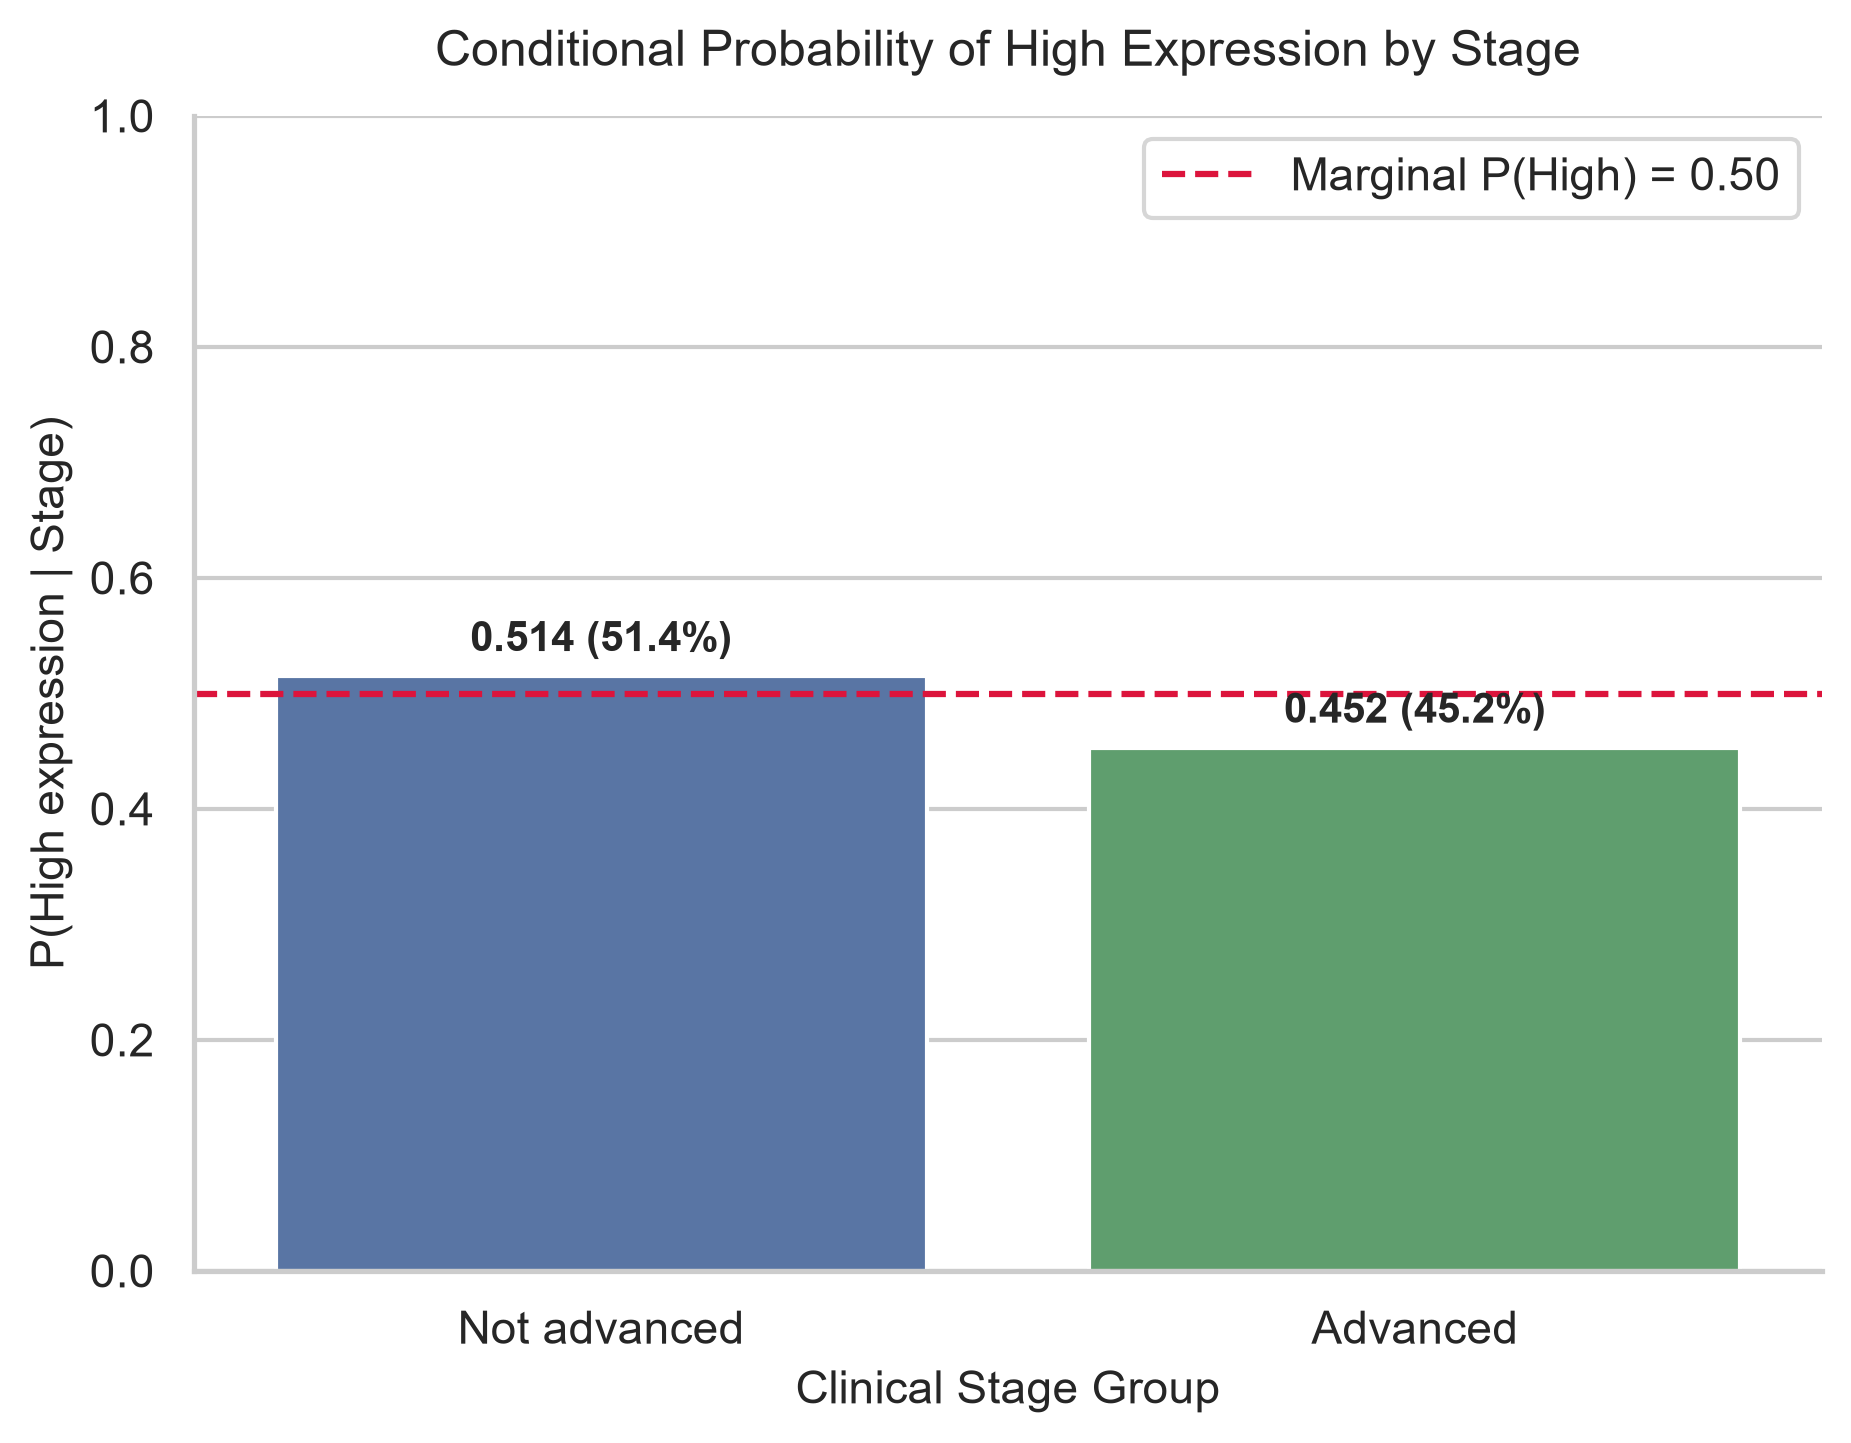 Conditional Probability of High Expression by Stage
1.0
Marginal P(High) = 0.50
0.8
0.6
0.514 (51.4%)
0.452 (45.2%)
0.4
0.2
0.0
P(High expression | Stage)
Not advanced
Advanced
Clinical Stage Group